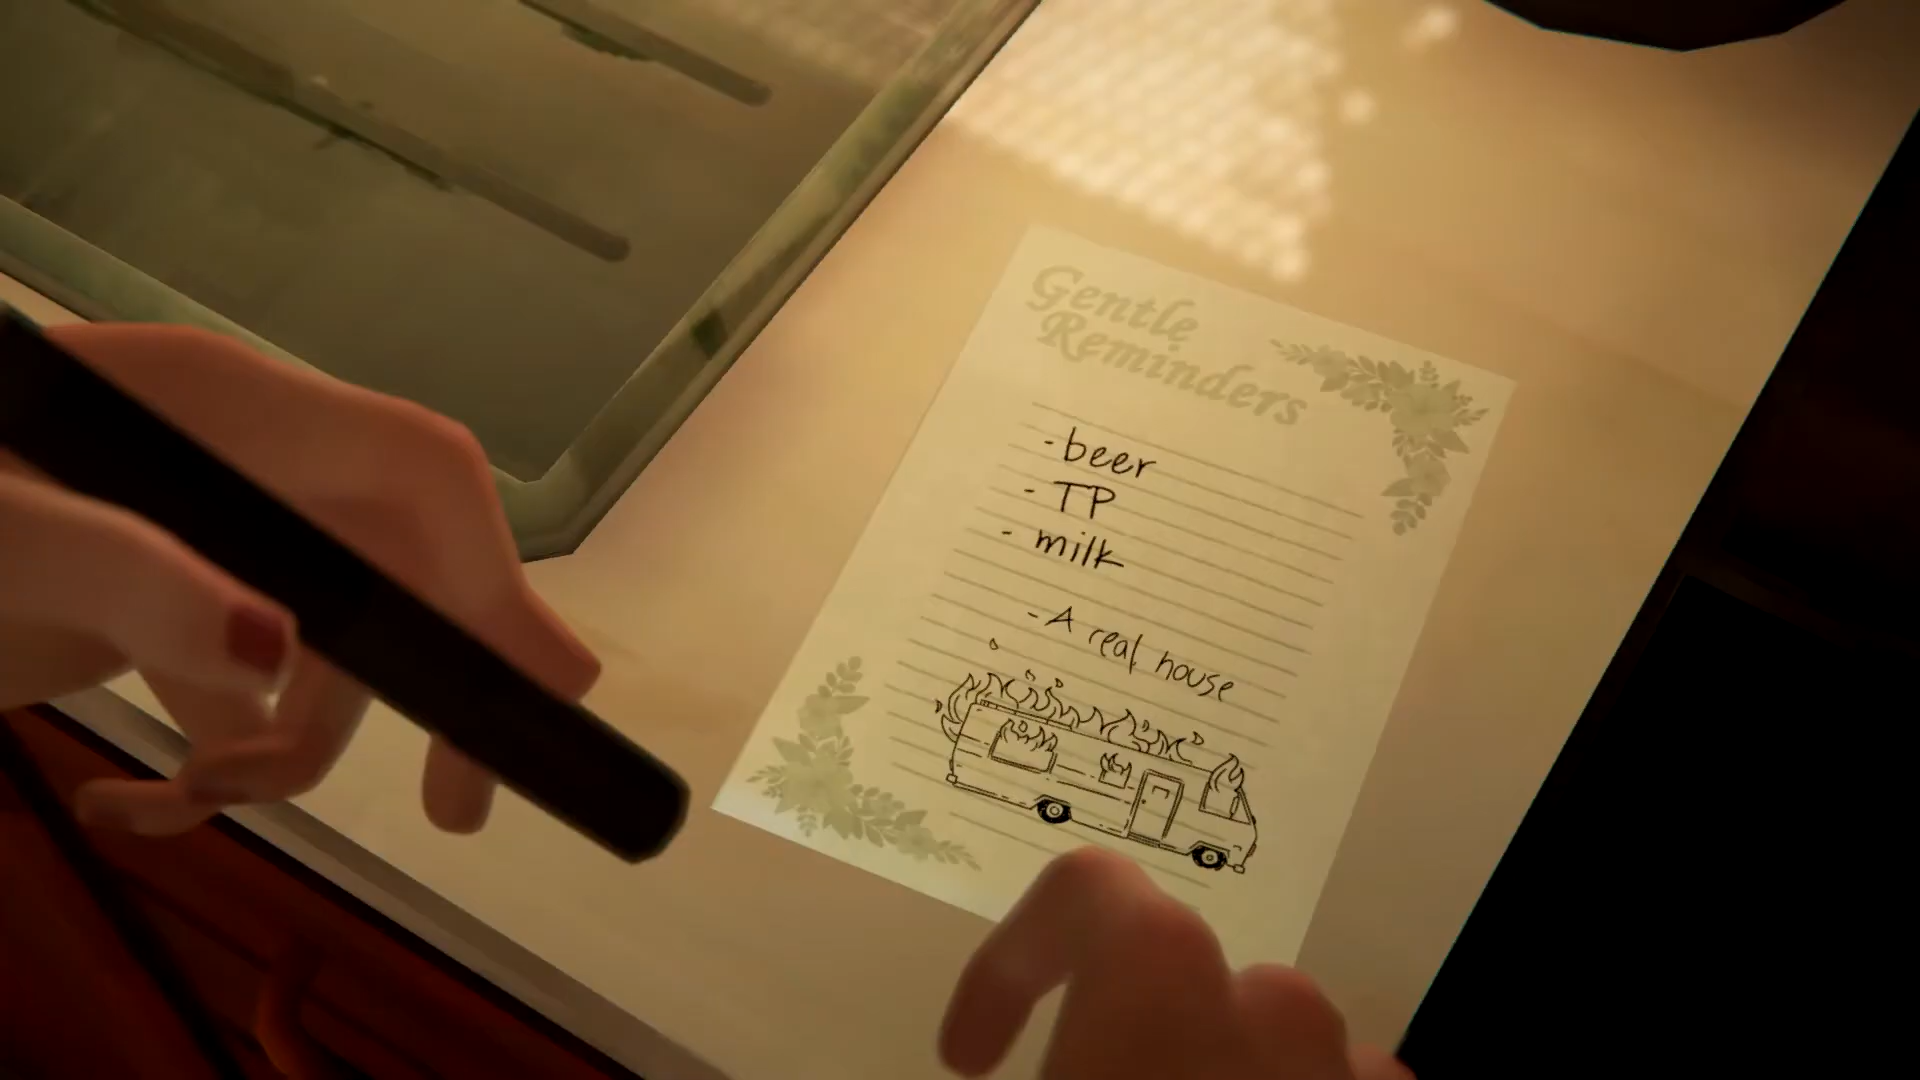 Gentle
Reminders
- beer
- TP
- milk
- A real house